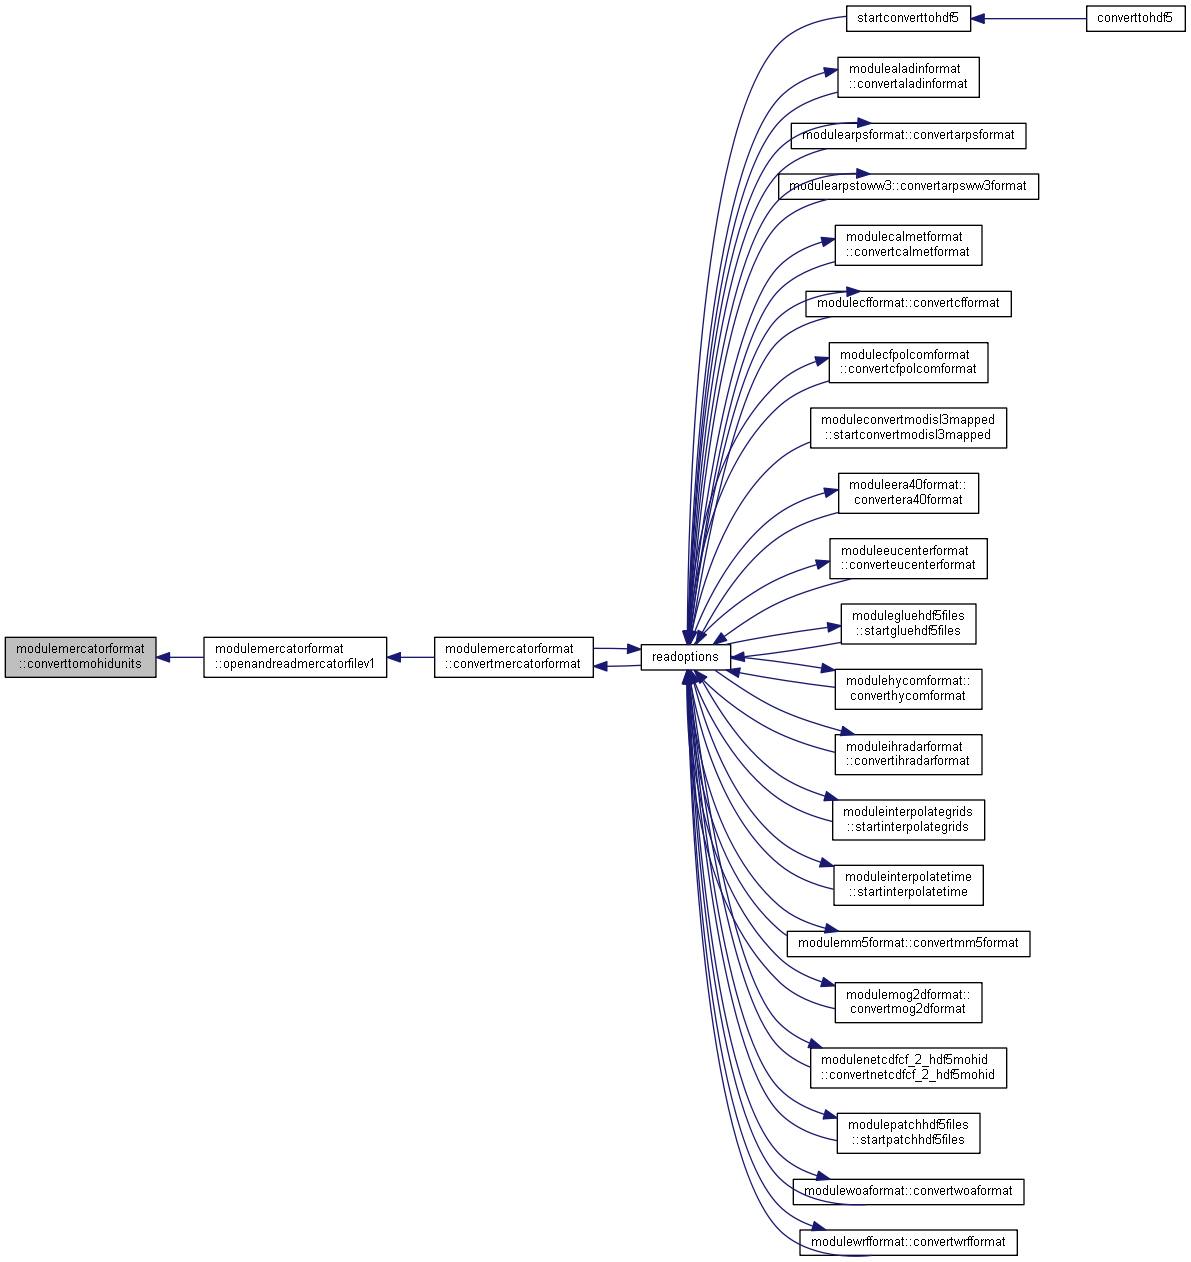 startconverttohdf5
converttohdf5
modulealadinformat
::convertaladinformat
modulearpsformat::convertarpsformat
modulearpstoww3::convertarpsww3format
modulecalmetformat
::convertcalmetformat
modulecfformat::convertcfformat
modulecfpolcomformat
::convertcfpolcomformat
moduleconvertmodisl3mapped
::startconvertmodisl3mapped
moduleera40format::
convertera40format
moduleeucenterformat
::converteucenterformat
modulegluehdf5files
::startgluehdf5files
modulemercatorformat
::converttomohidunits
modulemercatorformat
::openandreadmercatorfilev1
modulemercatorformat
::convertmercatorformat
readoptions
modulehycomformat::
converthycomformat
moduleihradarformat
::convertihradarformat
moduleinterpolategrids
::startinterpolategrids
moduleinterpolatetime
::startinterpolatetime
modulemm5format::convertmm5format
modulemog2dformat::
convertmog2dformat
modulenetcdfcf_2_hdf5mohid
::convertnetcdfcf_2_hdf5mohid
modulepatchhdf5files
::startpatchhdf5files
modulewoaformat::convertwoaformat
modulewrfformat::convertwrfformat